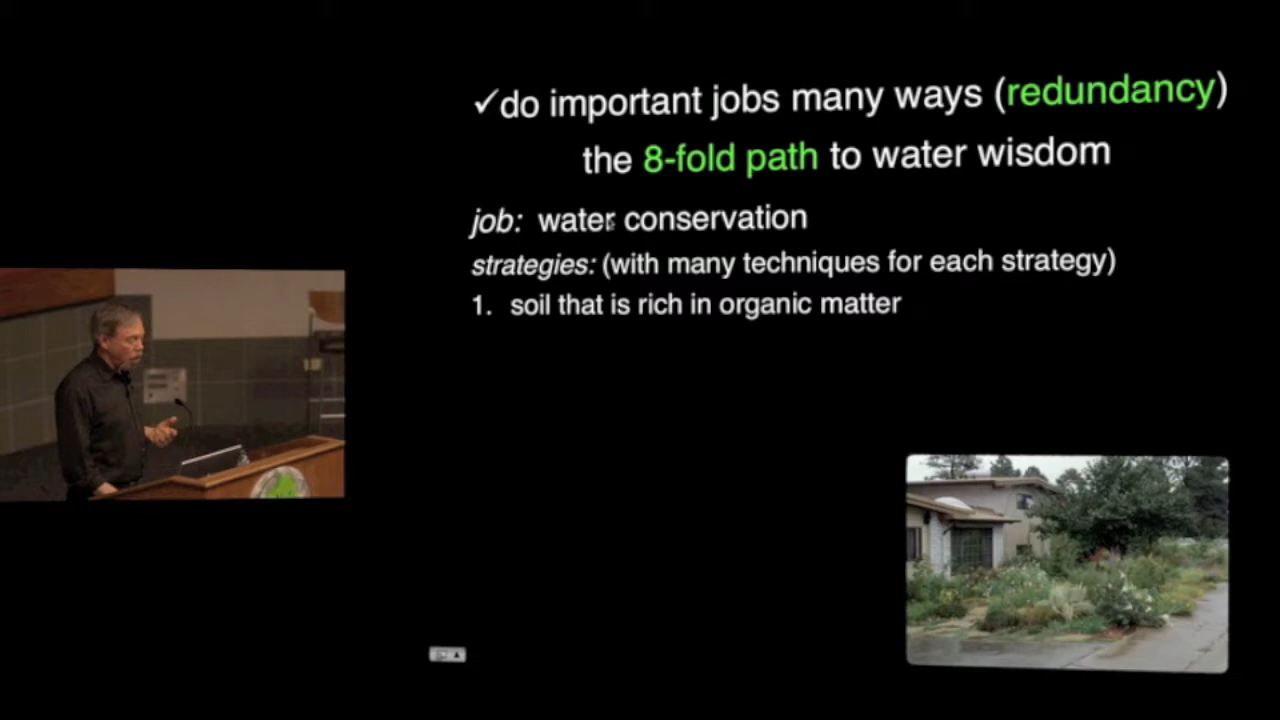 ✓do important jobs many ways (redundancy)
the 8-fold path to water wisdom
job: water conservation
strategies: (with many techniques for each strategy)
1. soil that is rich in organic matter